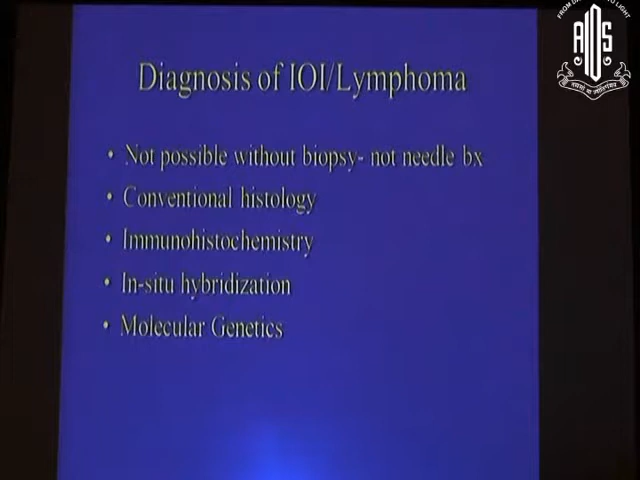 Diagnosis of IOI/Lymphoma
• Not possible without biopsy- not needle bx
• Conventional histology
• Immunohistochemistry
• In-situ hybridization
• Molecular Genetics
AIOS